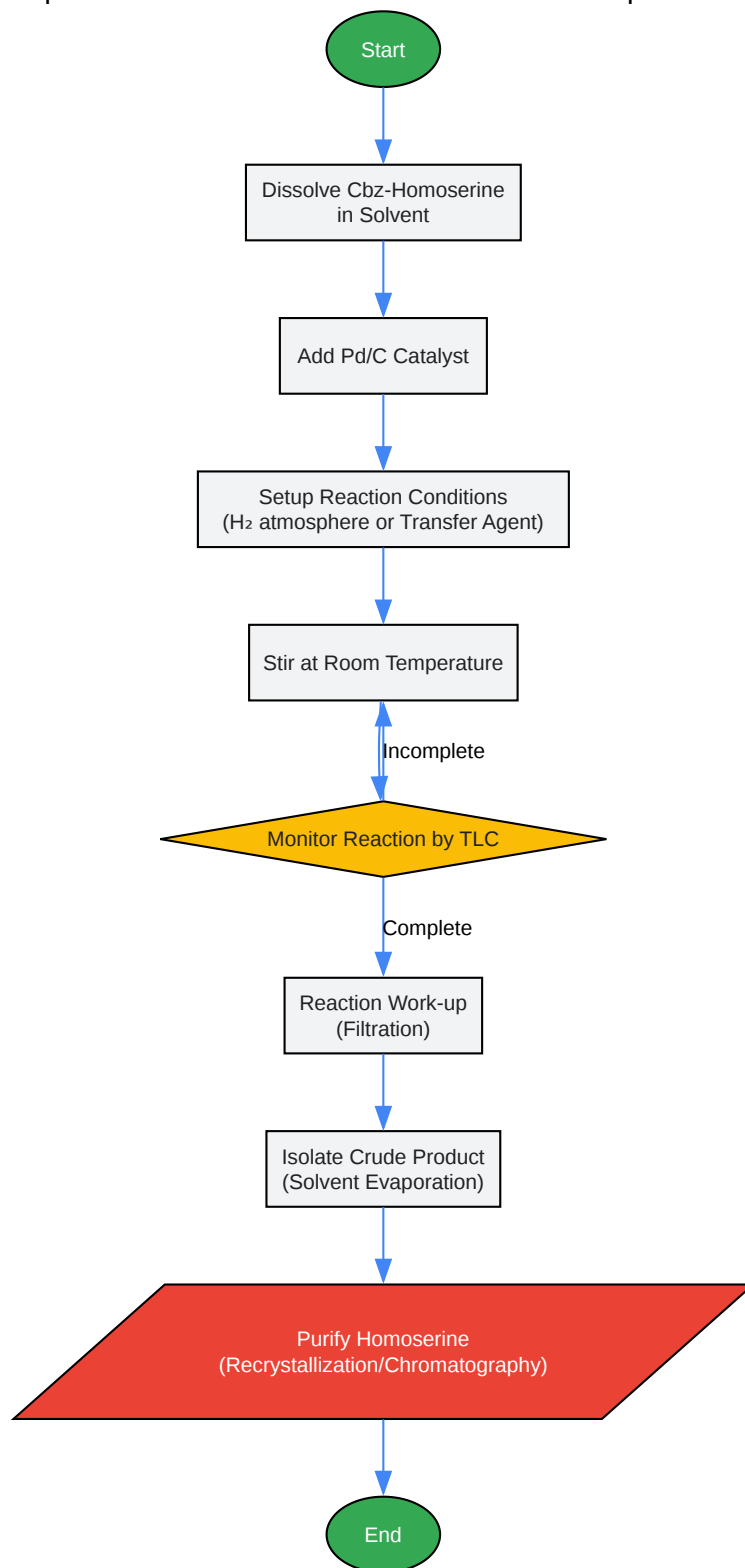 Start
Dissolve Cbz-Homoserine
in Solvent
Add Pd/C Catalyst
Setup Reaction Conditions
(H₂ atmosphere or Transfer Agent)
Stir at Room Temperature
Incomplete
Monitor Reaction by TLC
Complete
Reaction Work-up
(Filtration)
Isolate Crude Product
(Solvent Evaporation)
Purify Homoserine
(Recrystallization/Chromatography)
End